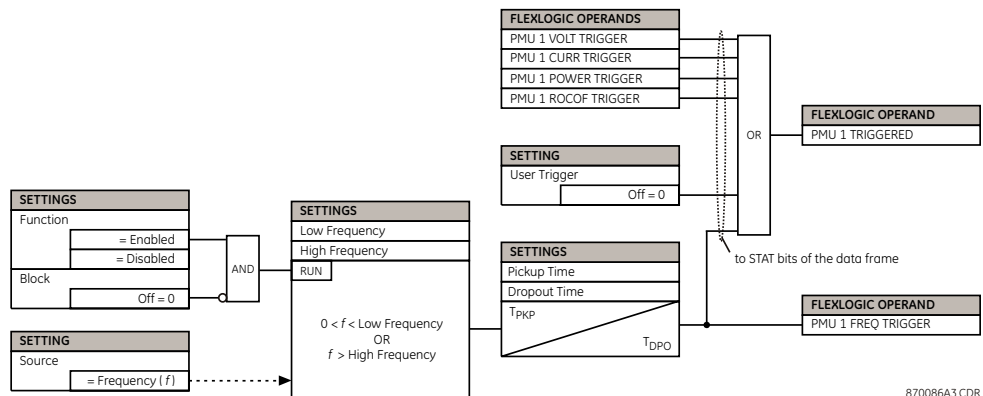 FLEXLOGIC OPERANDS
PMU 1 VOLT TRIGGER
PMU 1 CURR TRIGGER
PMU 1 POWER TRIGGER
PMU 1 ROCOF TRIGGER
OR
FLEXLOGIC OPERAND
PMU 1 TRIGGERED
SETTING
User Trigger
Off = 0
SETTINGS
Function
= Enabled
= Disabled
Block
Off = 0
AND
SETTINGS
Low Frequency
High Frequency
RUN
0 < f < Low Frequency
OR
f > High Frequency
SETTINGS
Pickup Time
Dropout Time
TPKP
TDPO
to STAT bits of the data frame
FLEXLOGIC OPERAND
PMU 1 FREQ TRIGGER
SETTING
Source
= Frequency ( f )
870086A3.CDR